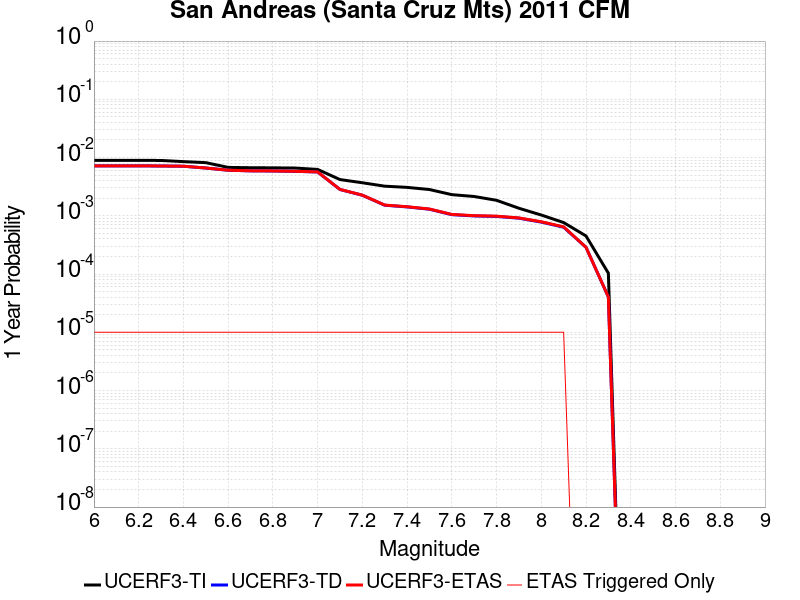 San Andreas (Santa Cruz Mts) 2011 CFM
10 0
10 -1
10 -2
10 -3
10 -4
10 -5
10 -6
10 -7
10 -8
1 Year Probability
6 6.2 6.4 6.6 6.8 7 7.2 7.4 7.6 7.8 8 8.2 8.4 8.6 8.8 9
Magnitude
UCERF3-TI UCERF3-TD UCERF3-ETAS ETAS Triggered Only